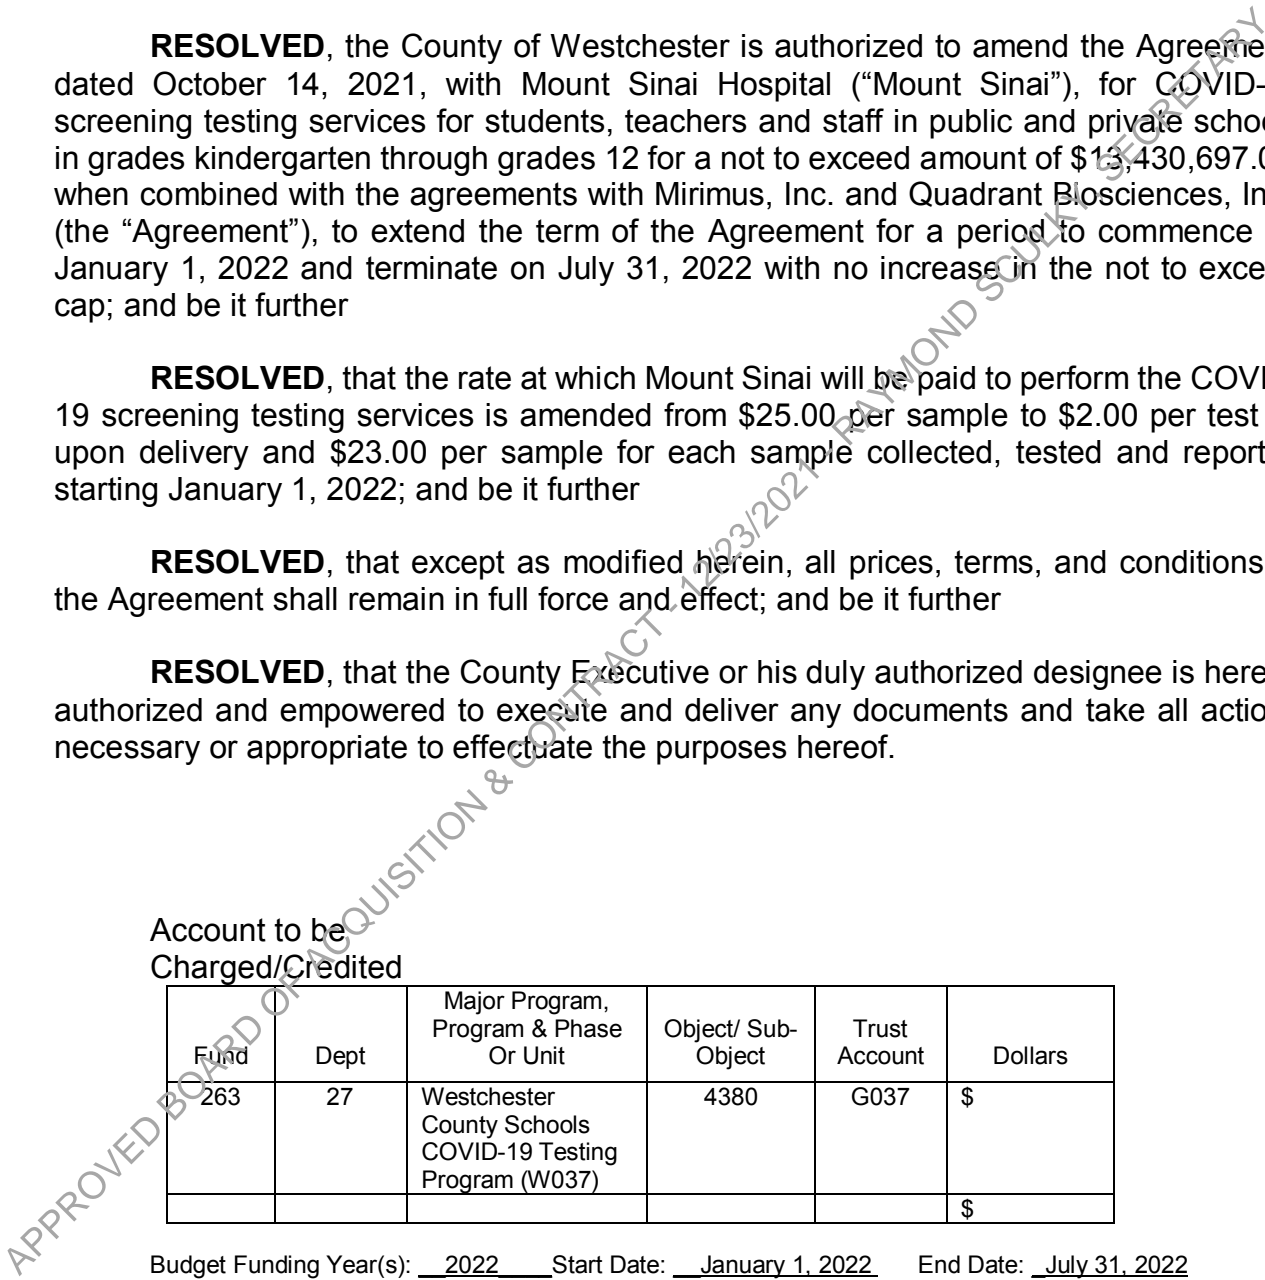 RESOLVED, the County of Westchester is authorized to amend the Agreeme
dated October 14, 2021, with Mount Sinai Hospital (“Mount Sinai”), for COVID-
screening testing services for students, teachers and staff in public and private schoo
in grades kindergarten through grades 12 for a not to exceed amount of $13,430,697.0
when combined with the agreements with Mirimus, Inc. and Quadrant Biosciences, In
(the “Agreement”), to extend the term of the Agreement for a period to commence
January 1, 2022 and terminate on July 31, 2022 with no increase in the not to exce
cap; and be it further
RESOLVED, that the rate at which Mount Sinai will be paid to perform the COVI
19 screening testing services is amended from $25.00 per sample to $2.00 per test
upon delivery and $23.00 per sample for each sample collected, tested and report
starting January 1, 2022; and be it further
RESOLVED, that except as modified herein, all prices, terms, and conditions
the Agreement shall remain in full force and effect; and be it further
RESOLVED, that the County Executive or his duly authorized designee is here
authorized and empowered to execute and deliver any documents and take all actio
necessary or appropriate to effectuate the purposes hereof.
Account to be
Charged/Credited
Fund Dept Major Program, Program & Phase Or Unit Object/ Sub-Object Trust Account Dollars
263 27 Westchester 4380 G037 $
County Schools
COVID-19 Testing
Program (W037)
$
Budget Funding Year(s): 2022 Start Date: January 1, 2022 End Date: July 31, 2022
APPROVED BOARD OF ACQUISITION & CONTRACT - 12/23/2021 - RAYMOND SCULKY, SECRETARY